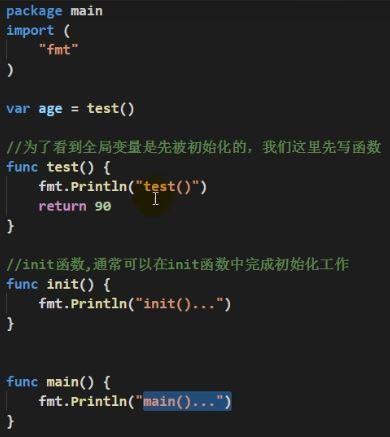 package main
import (
    "fmt"
)
var age = test()
//为了看到全局变量是先被初始化的，我们这里先写函数
func test() {
    fmt.Println("test()")
    return 90
}
//init函数,通常可以在init函数中完成初始化工作
func init() {
    fmt.Println("init()...")
}
func main() {
    fmt.Println("main()...")
}